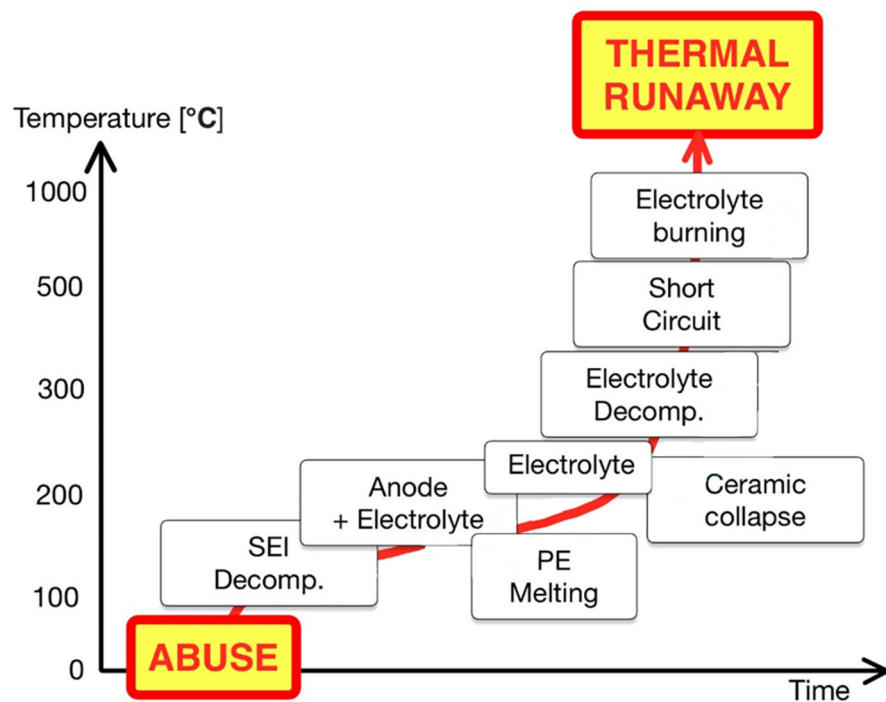 THERMAL
RUNAWAY
Temperature [°C]
1000
Electrolyte
burning
500
Short
Circuit
300
Electrolyte
Decomp.
Electrolyte
200
Anode
+ Electrolyte
Ceramic
collapse
SEI
Decomp.
PE
Melting
100
ABUSE
0
Time